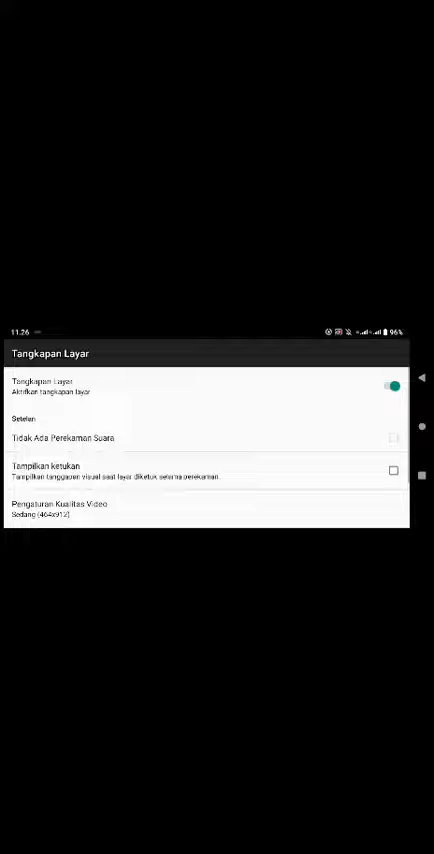 11.26
96%
Tangkapan Layar
Tangkapan Layar
Aktifkan tangkapan layar
Setelan
Tidak Ada Perekaman Suara
Tampilkan ketukan
Tampilkan tanggapan visual saat layar diketuk selama perekaman.
Pengaturan Kualitas Video
Sedang (464x912)